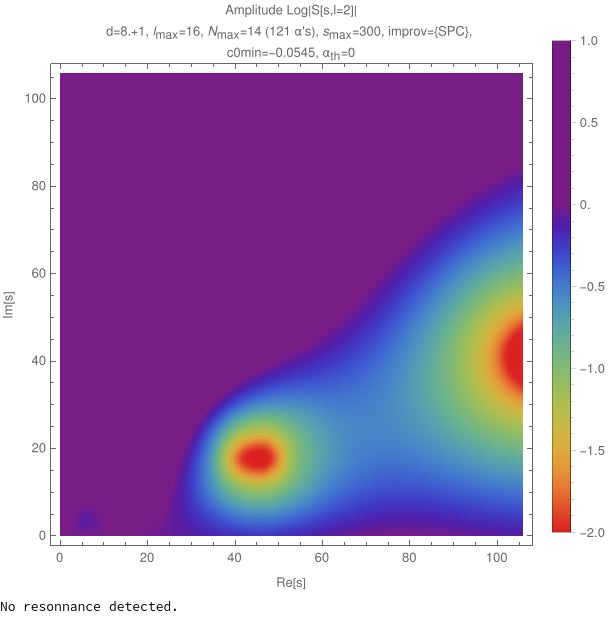 Amplitude Log|S[s,l=2]|
d=8.+1, lmax=16, Nmax=14 (121 α's), smax=300, improv={SPC},
c0min=−0.0545, αth=0
1.0
0.5
0.
−0.5
−1.0
−1.5
−2.0
100
80
60
40
20
0
Im[s]
0 20 40 60 80 100
Re[s]
No resonnance detected.